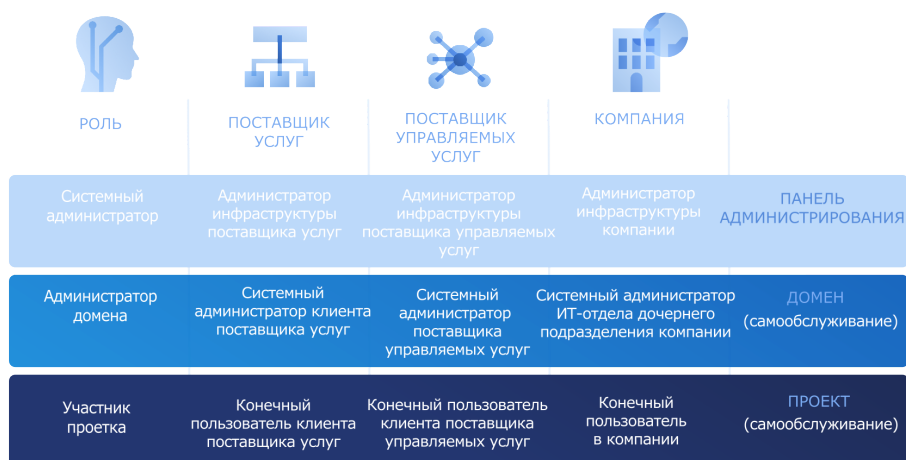 РОЛЬ
ПОСТАВЩИК
УСЛУГ
ПОСТАВЩИК
УПРАВЛЯЕМЫХ
УСЛУГ
КОМПАНИЯ
Системный
администратор
Администратор
инфраструктуры
поставщика услуг
Администратор
инфраструктуры
поставщика управляемых
услуг
Администратор
инфраструктуры
компании
ПАНЕЛЬ
АДМИНИСТРИРОВАНИЯ
Администратор
домена
Системный
администратор клиента
поставщика услуг
Системный
администратор
поставщика
управляемых услуг
Системный администратор
ИТ-отдела дочернего
подразделения компании
ДОМЕН
(самообслуживание)
Участник
проетка
Конечный
пользователь клиента
поставщика услуг
Конечный пользователь
клиента поставщика
управляемых услуг
Конечный
пользователь
в компании
ПРОЕКТ
(самообслуживание)